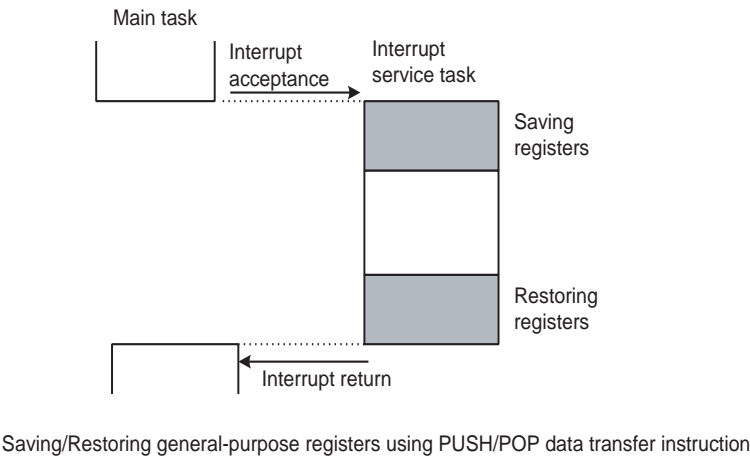 Main task
Interrupt
acceptance
Interrupt
service task
Saving
registers
Restoring
registers
Interrupt return
Saving/Restoring general-purpose registers using PUSH/POP data transfer instruction